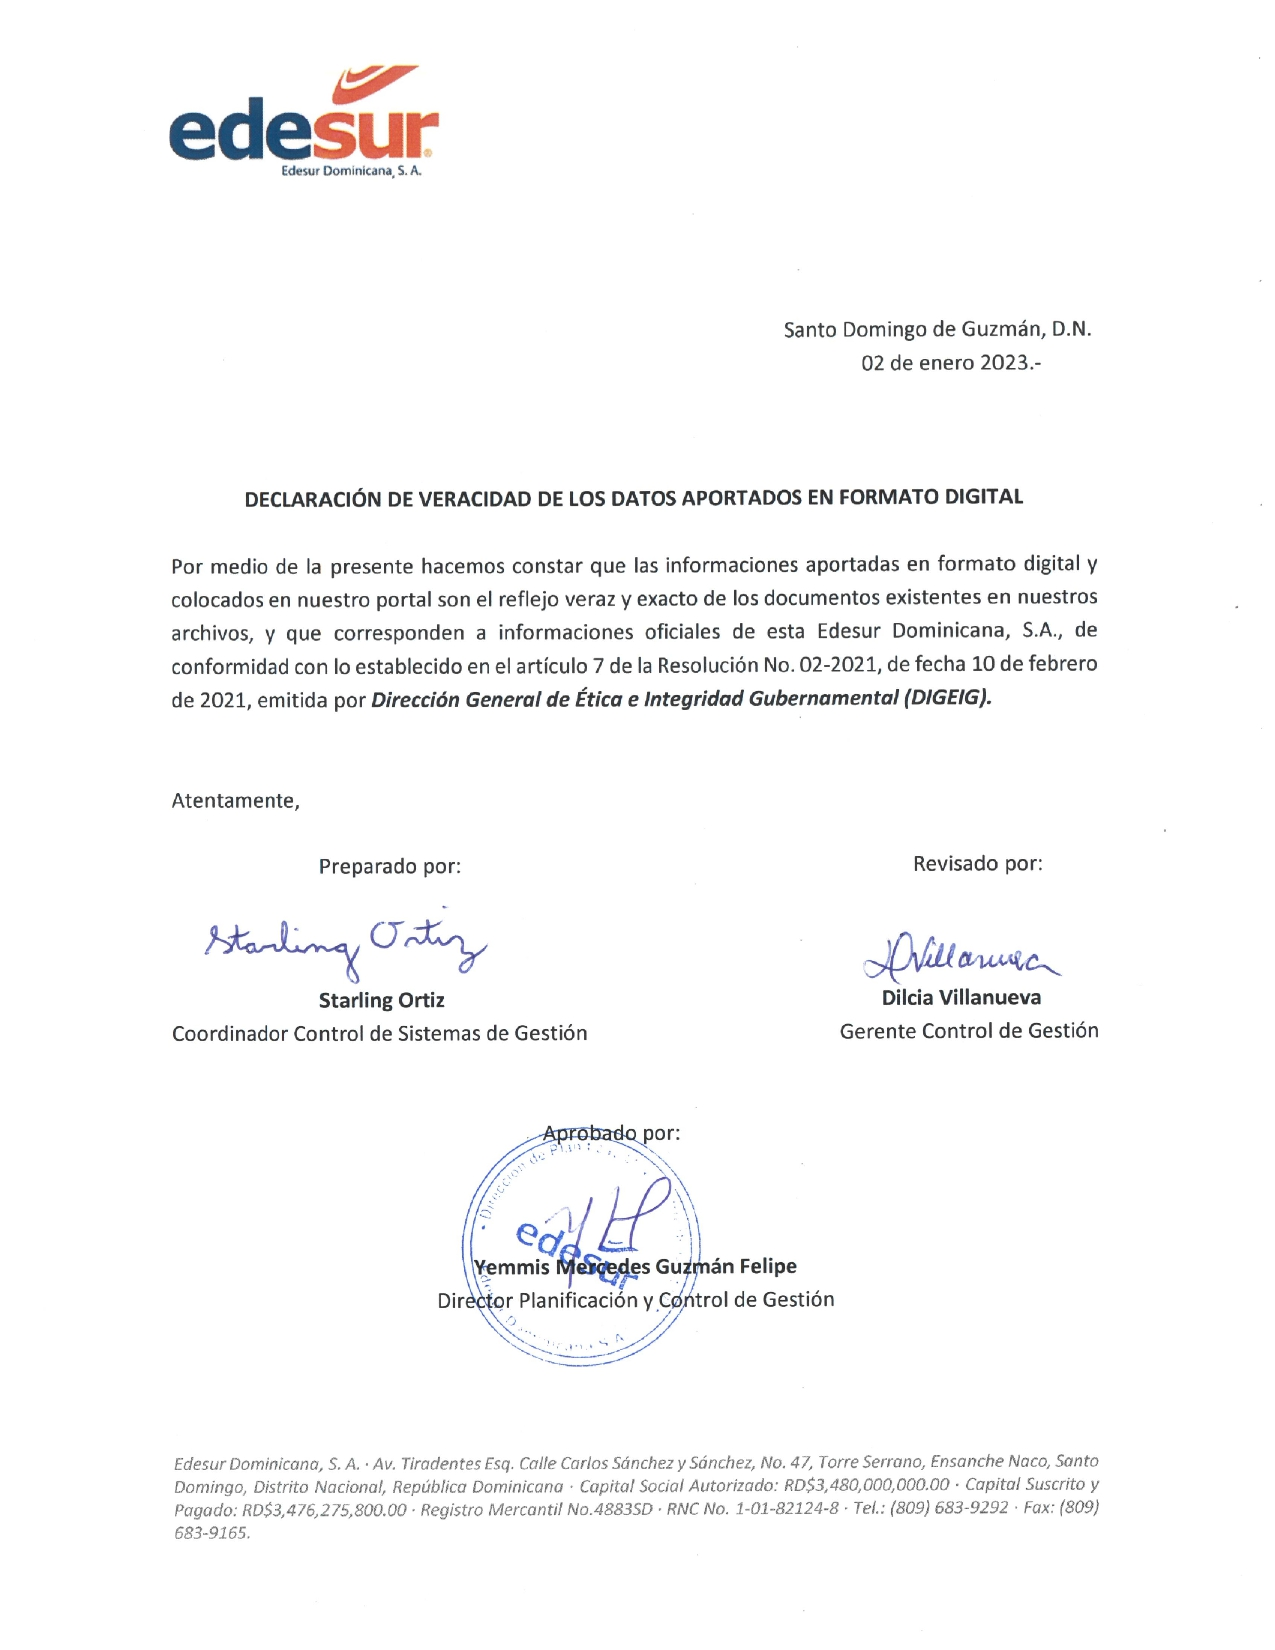 edesur
Edesur Dominicana, S. A.
Santo Domingo de Guzmán, D.N.
02 de enero 2023.-
DECLARACIÓN DE VERACIDAD DE LOS DATOS APORTADOS EN FORMATO DIGITAL
Por medio de la presente hacemos constar que las informaciones aportadas en formato digital y
colocados en nuestro portal son el reflejo veraz y exacto de los documentos existentes en nuestros
archivos, y que corresponden a informaciones oficiales de esta Edesur Dominicana, S.A., de
conformidad con lo establecido en el artículo 7 de la Resolución No. 02-2021, de fecha 10 de febrero
de 2021, emitida por Dirección General de Ética e Integridad Gubernamental (DIGEIG).
Atentamente,
Preparado por:
Starling Ortiz
Starling Ortiz
Coordinador Control de Sistemas de Gestión
Revisado por:
DVillanueva
Dilcia Villanueva
Gerente Control de Gestión
Aprobado por:
Dirección de
edesur
Yemmis Mercedes Guzmán Felipe
Director Planificación y Control de Gestión
Edesur Dominicana, S. A. · Av. Tiradentes Esq. Calle Carlos Sánchez y Sánchez, No. 47, Torre Serrano, Ensanche Naco, Santo
Domingo, Distrito Nacional, República Dominicana · Capital Social Autorizado: RD$3,480,000,000.00 · Capital Suscrito y
Pagado: RD$3,476,275,800.00 · Registro Mercantil No.4883SD · RNC No. 1-01-82124-8 · Tel.: (809) 683-9292 · Fax: (809)
683-9165.